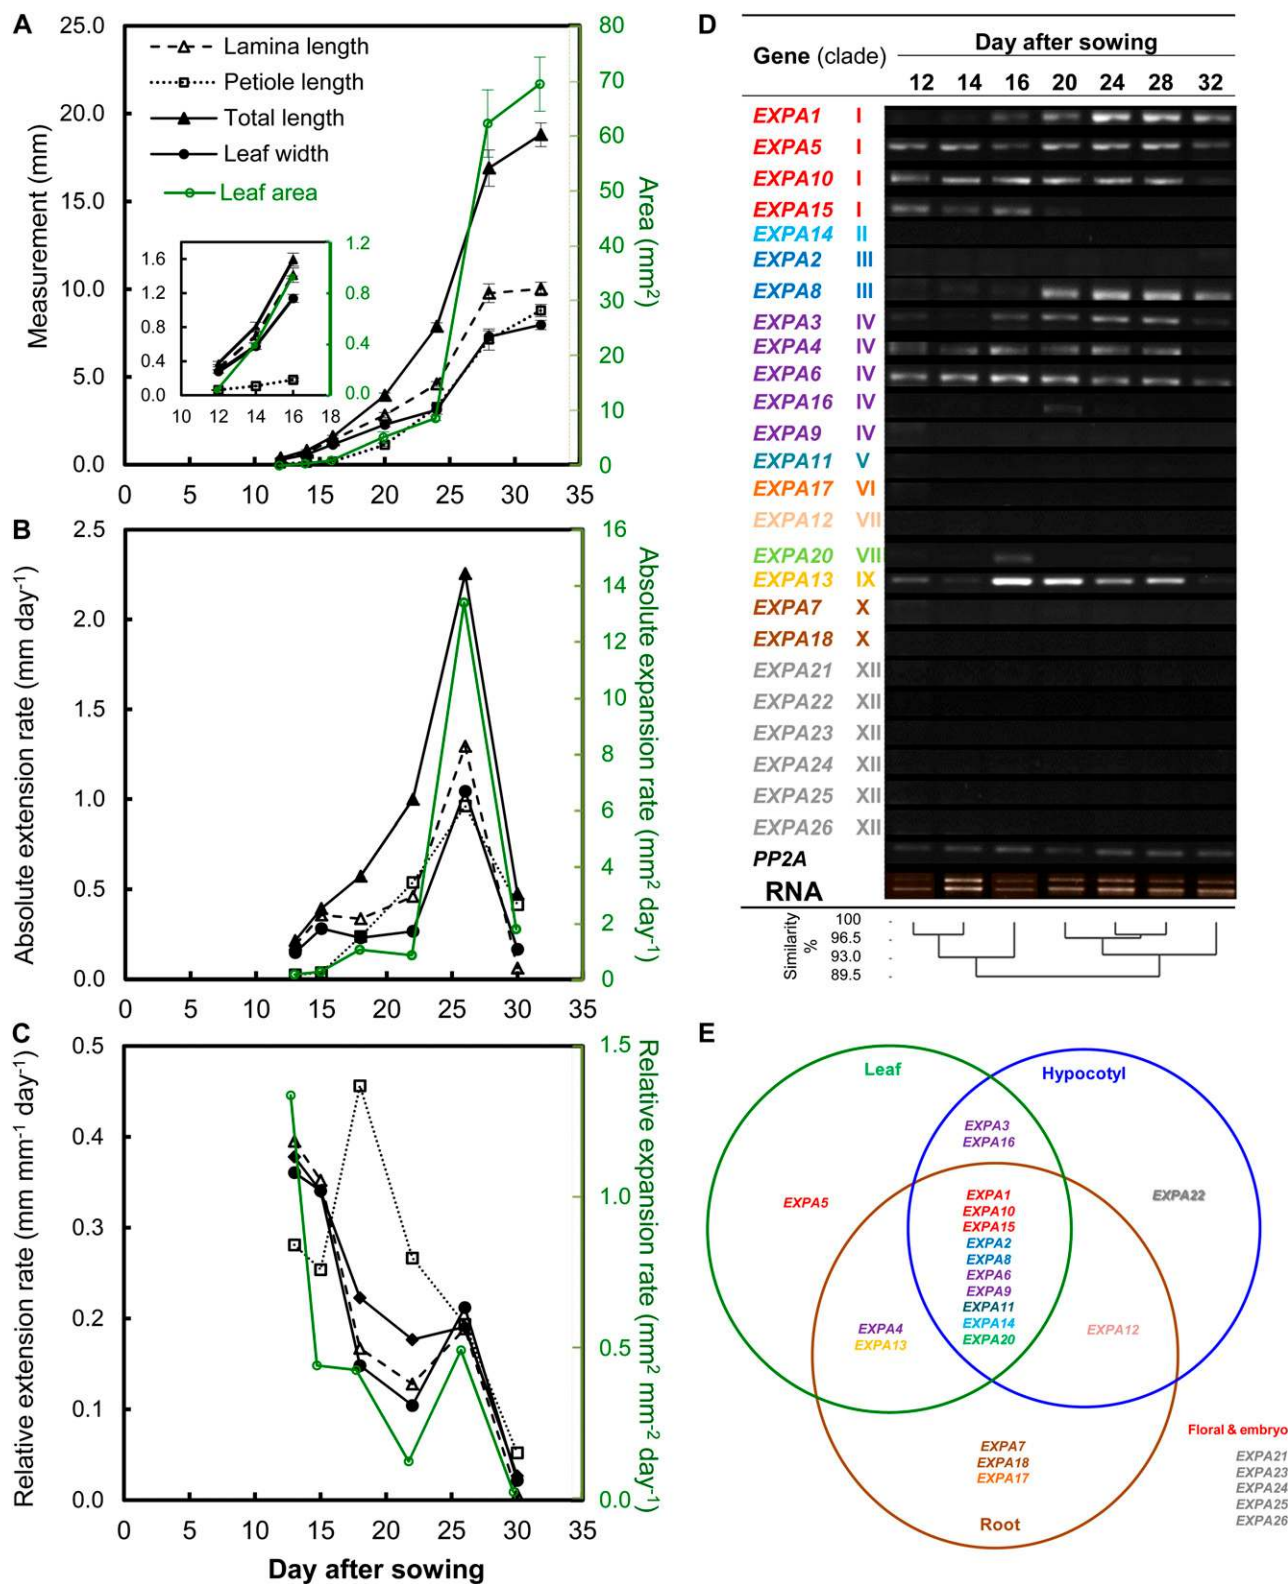 A
Measurement (mm)
25.0
20.0
15.0
10.0
5.0
0.0
Lamina length
Petiole length
Total length
Leaf width
Leaf area
80
70
60
50
40
30
20
10
0
Area (mm²)
1.6
1.2
0.8
0.4
0.0
1.2
1.0
0.8
0.6
0.4
0.2
0.0
10 12 14 16 18
0 5 10 15 20 25 30 35
B
Absolute extension rate (mm day⁻¹)
2.5
2.0
1.5
1.0
0.5
0.0
16
14
12
10
8
6
4
2
0
Absolute expansion rate (mm² day⁻¹)
0 5 10 15 20 25 30 35
C
Relative extension rate (mm mm⁻¹ day⁻¹)
0.5
0.4
0.3
0.2
0.1
0.0
1.5
1.0
0.5
0.0
Relative expansion rate (mm² mm⁻² day⁻¹)
0 5 10 15 20 25 30 35
Day after sowing
D
Gene (clade)
Day after sowing
12 14 16 20 24 28 32
EXPA1 I
EXPA5 I
EXPA10 I
EXPA15 I
EXPA14 II
EXPA2 III
EXPA8 III
EXPA3 IV
EXPA4 IV
EXPA6 IV
EXPA16 IV
EXPA9 IV
EXPA11 V
EXPA17 VI
EXPA12 VII
EXPA20 VIII
EXPA13 IX
EXPA7 X
EXPA18 X
EXPA21 XII
EXPA22 XII
EXPA23 XII
EXPA24 XII
EXPA25 XII
EXPA26 XII
PP2A
RNA
Similarity
%
100
96.5
93.0
89.5
E
Leaf
Hypocotyl
EXPA3
EXPA16
EXPA5
EXPA1
EXPA10
EXPA15
EXPA2
EXPA8
EXPA6
EXPA9
EXPA11
EXPA14
EXPA20
EXPA22
EXPA4
EXPA13
EXPA12
EXPA7
EXPA18
EXPA17
Root
Floral & embryo
EXPA21
EXPA23
EXPA24
EXPA25
EXPA26